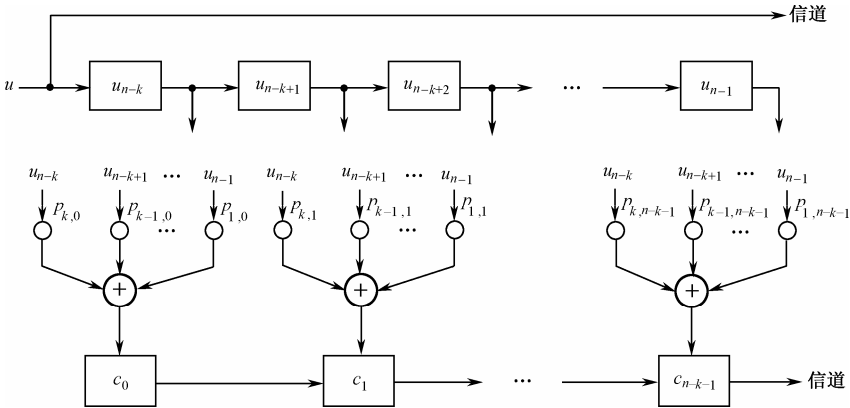 信道
u u_{n-k} u_{n-k+1} u_{n-k+2} ··· u_{n-1}
u_{n-k} u_{n-k+1} ··· u_{n-1} u_{n-k} u_{n-k+1} ··· u_{n-1} u_{n-k} u_{n-k+1} ··· u_{n-1}
p_{k,0} p_{k-1,0} ··· p_{1,0} p_{k,1} p_{k-1,1} ··· p_{1,1} p_{k,n-k-1} p_{k-1,n-k-1} ··· p_{1,n-k-1}
+ + +
c_0 c_1 ··· c_{n-k-1} 信道